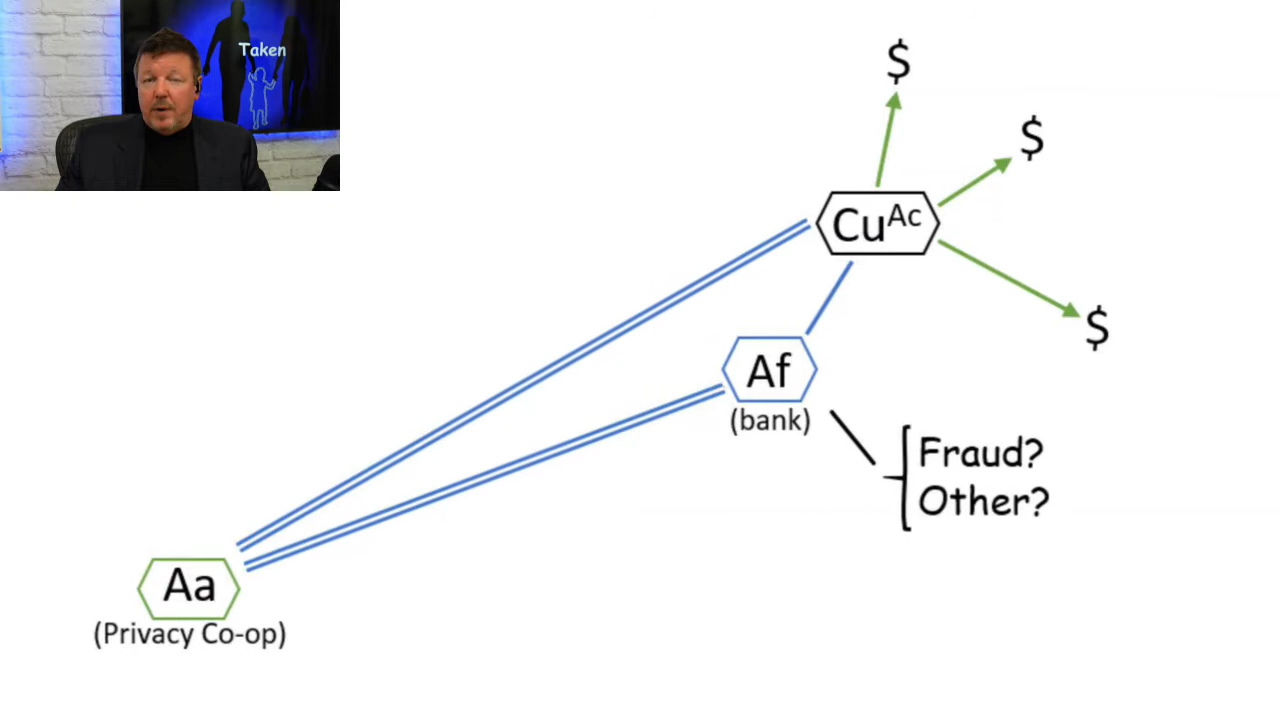 Taken
$
$
Cu^Ac
$
Af
(bank)
Fraud?
Other?
Aa
(Privacy Co-op)